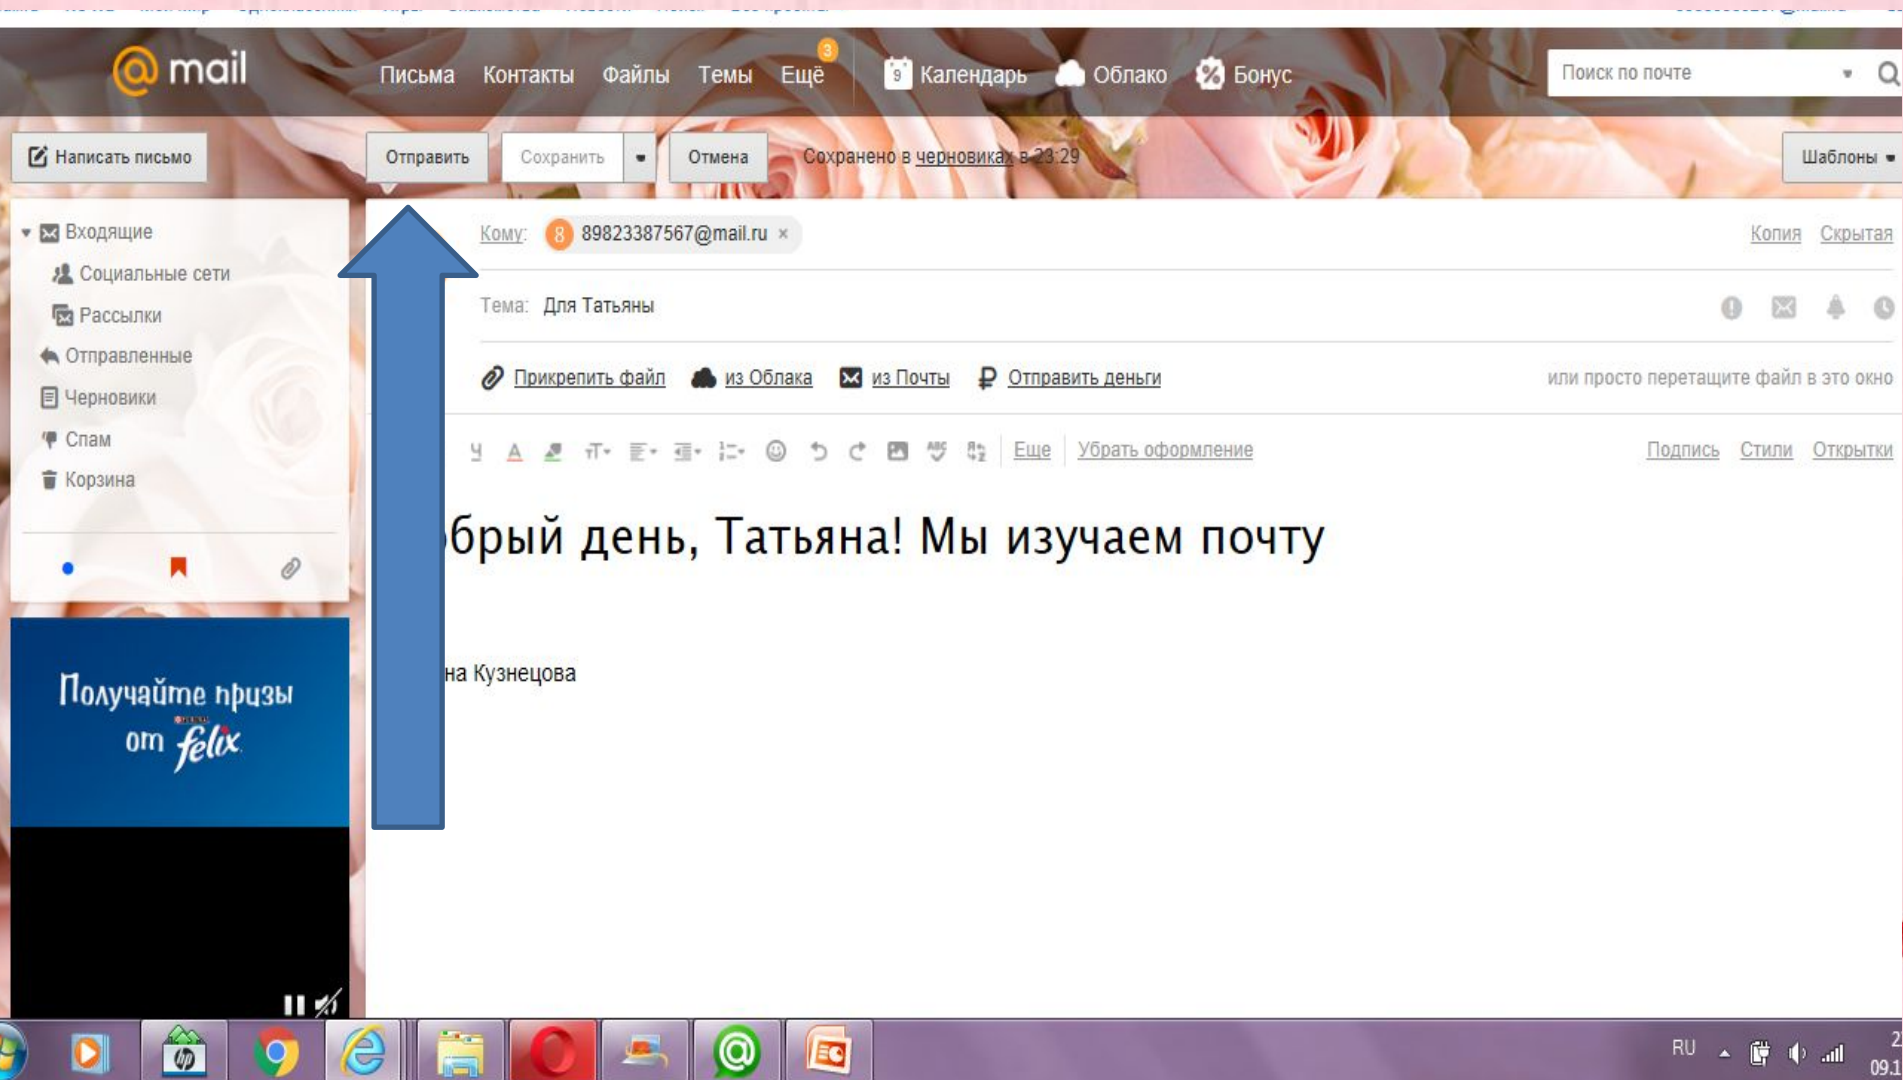 @ mail
Письма Контакты Файлы Темы Ещё 3 9 Календарь Облако % Бонус Поиск по почте
Написать письмо Отправить Сохранить Отмена Сохранено в черновиках в 23:29 Шаблоны
Входящие
Социальные сети
Рассылки
Отправленные
Черновики
Спам
Корзина
Кому: 8 89823387567@mail.ru × Копия Скрытая
Тема: Для Татьяны
Прикрепить файл из Облака из Почты Отправить деньги или просто перетащите файл в это окно
Еще Убрать оформление Подпись Стили Открытки
обрый день, Татьяна! Мы изучаем почту
на Кузнецова
Получайте призы
от felix
RU